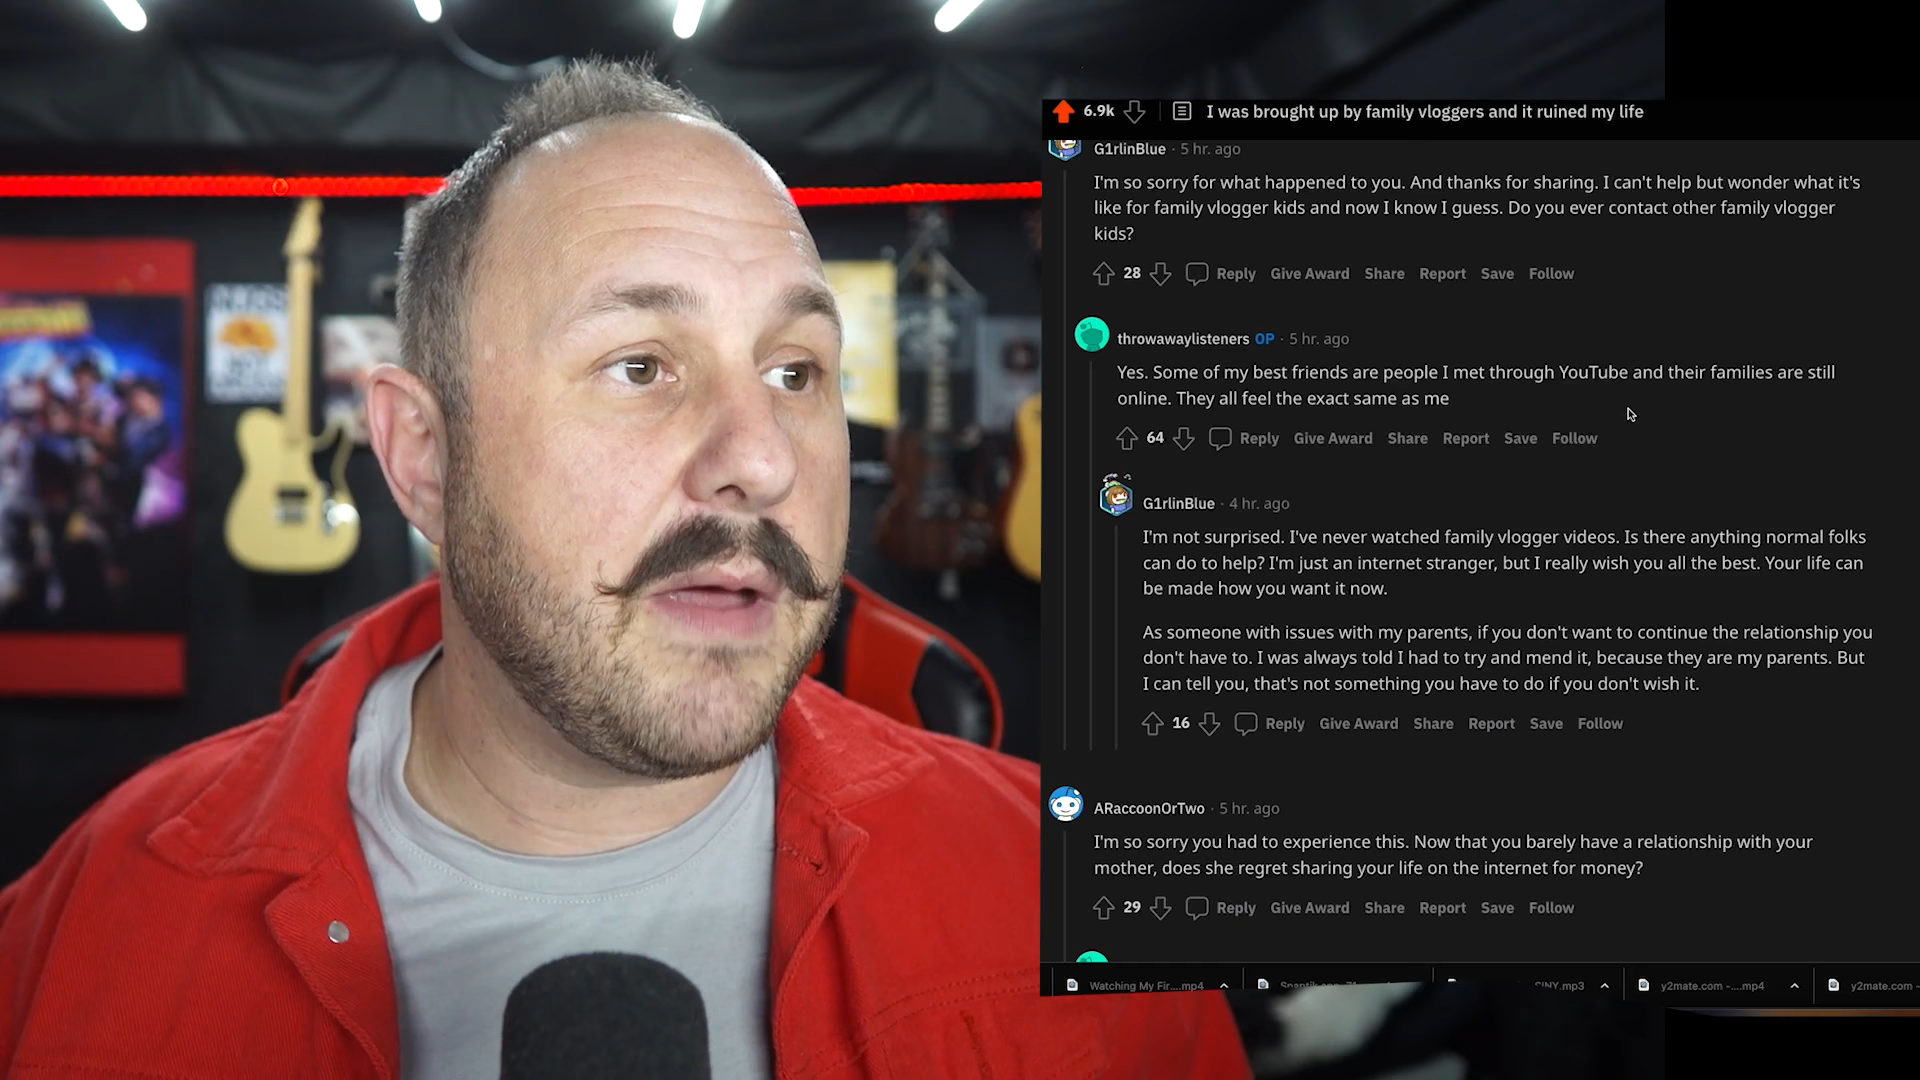 6.9k I was brought up by family vloggers and it ruined my life
G1rlinBlue · 5 hr. ago
I'm so sorry for what happened to you. And thanks for sharing. I can't help but wonder what it's
like for family vlogger kids and now I know I guess. Do you ever contact other family vlogger
kids?
28 Reply Give Award Share Report Save Follow
throwawaylisteners OP · 5 hr. ago
Yes. Some of my best friends are people I met through YouTube and their families are still
online. They all feel the exact same as me
64 Reply Give Award Share Report Save Follow
G1rlinBlue · 4 hr. ago
I'm not surprised. I've never watched family vlogger videos. Is there anything normal folks
can do to help? I'm just an internet stranger, but I really wish you all the best. Your life can
be made how you want it now.
As someone with issues with my parents, if you don't want to continue the relationship you
don't have to. I was always told I had to try and mend it, because they are my parents. But
I can tell you, that's not something you have to do if you don't wish it.
16 Reply Give Award Share Report Save Follow
ARaccoonOrTwo · 5 hr. ago
I'm so sorry you had to experience this. Now that you barely have a relationship with your
mother, does she regret sharing your life on the internet for money?
29 Reply Give Award Share Report Save Follow
Watching My Fir....mp4 y2mate.com -....mp4 y2mate.com -